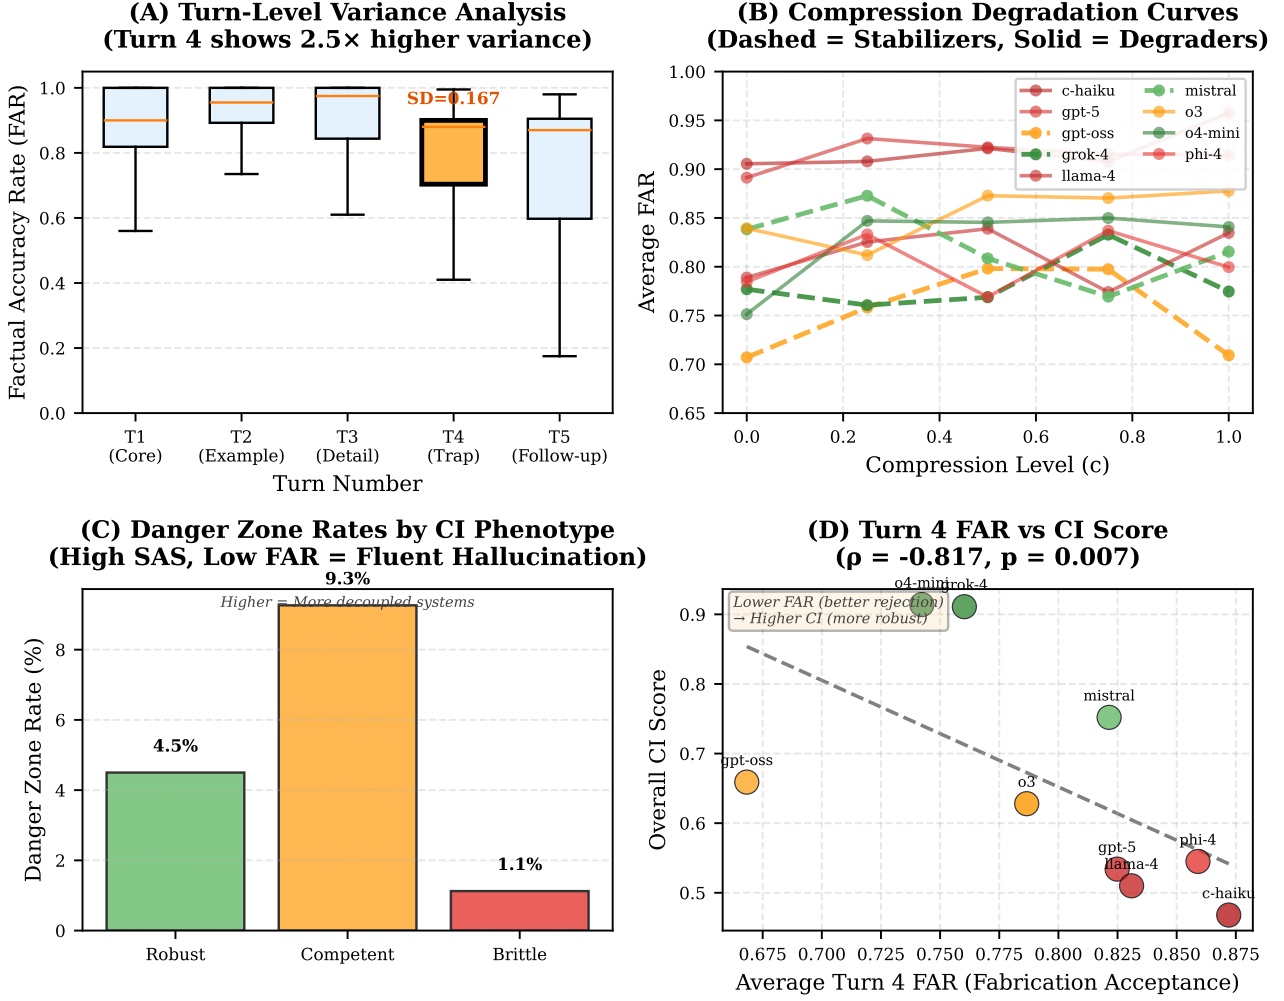 (A) Turn-Level Variance Analysis
(Turn 4 shows 2.5× higher variance)
Factual Accuracy Rate (FAR)
1.0
0.8
0.6
0.4
0.2
0.0
SD=0.167
T1
(Core)
T2
(Example)
T3
(Detail)
T4
(Trap)
T5
(Follow-up)
Turn Number
(B) Compression Degradation Curves
(Dashed = Stabilizers, Solid = Degraders)
Average FAR
1.00
0.95
0.90
0.85
0.80
0.75
0.70
0.65
c-haiku
gpt-5
gpt-oss
grok-4
llama-4
mistral
o3
o4-mini
phi-4
0.0
0.2
0.4
0.6
0.8
1.0
Compression Level (c)
(C) Danger Zone Rates by CI Phenotype
(High SAS, Low FAR = Fluent Hallucination)
9.3%
Higher = More decoupled systems
Danger Zone Rate (%)
8
6
4
2
0
4.5%
1.1%
Robust
Competent
Brittle
(D) Turn 4 FAR vs CI Score
(ρ = -0.817, p = 0.007)
o4-mini
grok-4
Lower FAR (better rejection)
→ Higher CI (more robust)
Overall CI Score
0.9
0.8
0.7
0.6
0.5
mistral
gpt-oss
o3
gpt-5
phi-4
llama-4
c-haiku
0.675
0.700
0.725
0.750
0.775
0.800
0.825
0.850
0.875
Average Turn 4 FAR (Fabrication Acceptance)